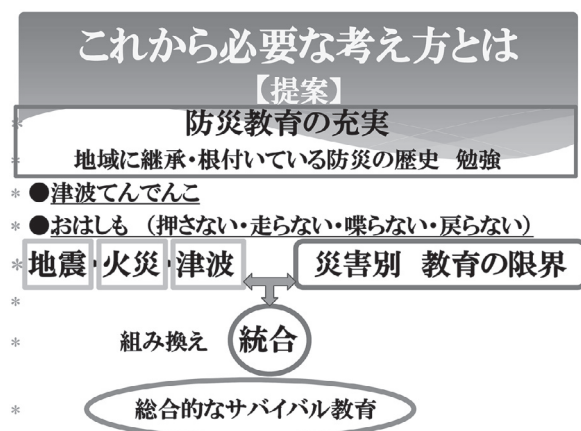 これから必要な考え方とは
【提案】
* 防災教育の充実
* 地域に継承・根付いている防災の歴史 勉強
* ●津波てんでんこ
* ●おはしも (押さない・走らない・喋らない・戻らない)
* 地震・火災・津波 災害別 教育の限界
*
* 組み換え 統合
* 総合的なサバイバル教育